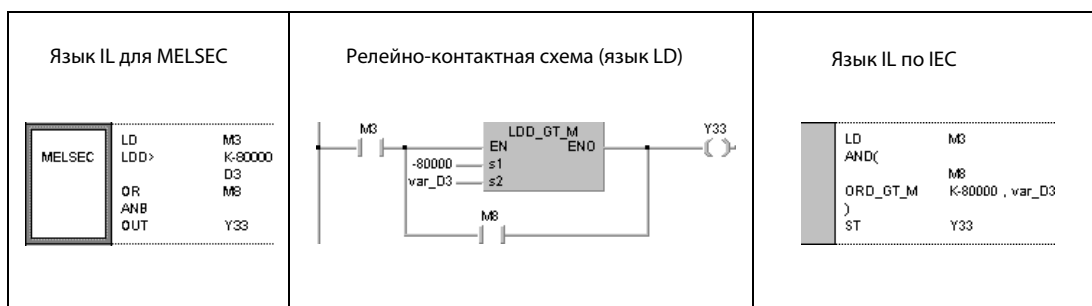 Язык IL для MELSEC
MELSEC
LD M3
LDD> K-80000
D3
OR M8
ANB
OUT Y33
Релейно-контактная схема (язык LD)
M3
LDD_GT_M
Y33
EN ENO
-80000 s1
var_D3 s2
M8
Язык IL по IEC
LD M3
AND(
M8
ORD_GT_M K-80000 , var_D3
)
ST Y33